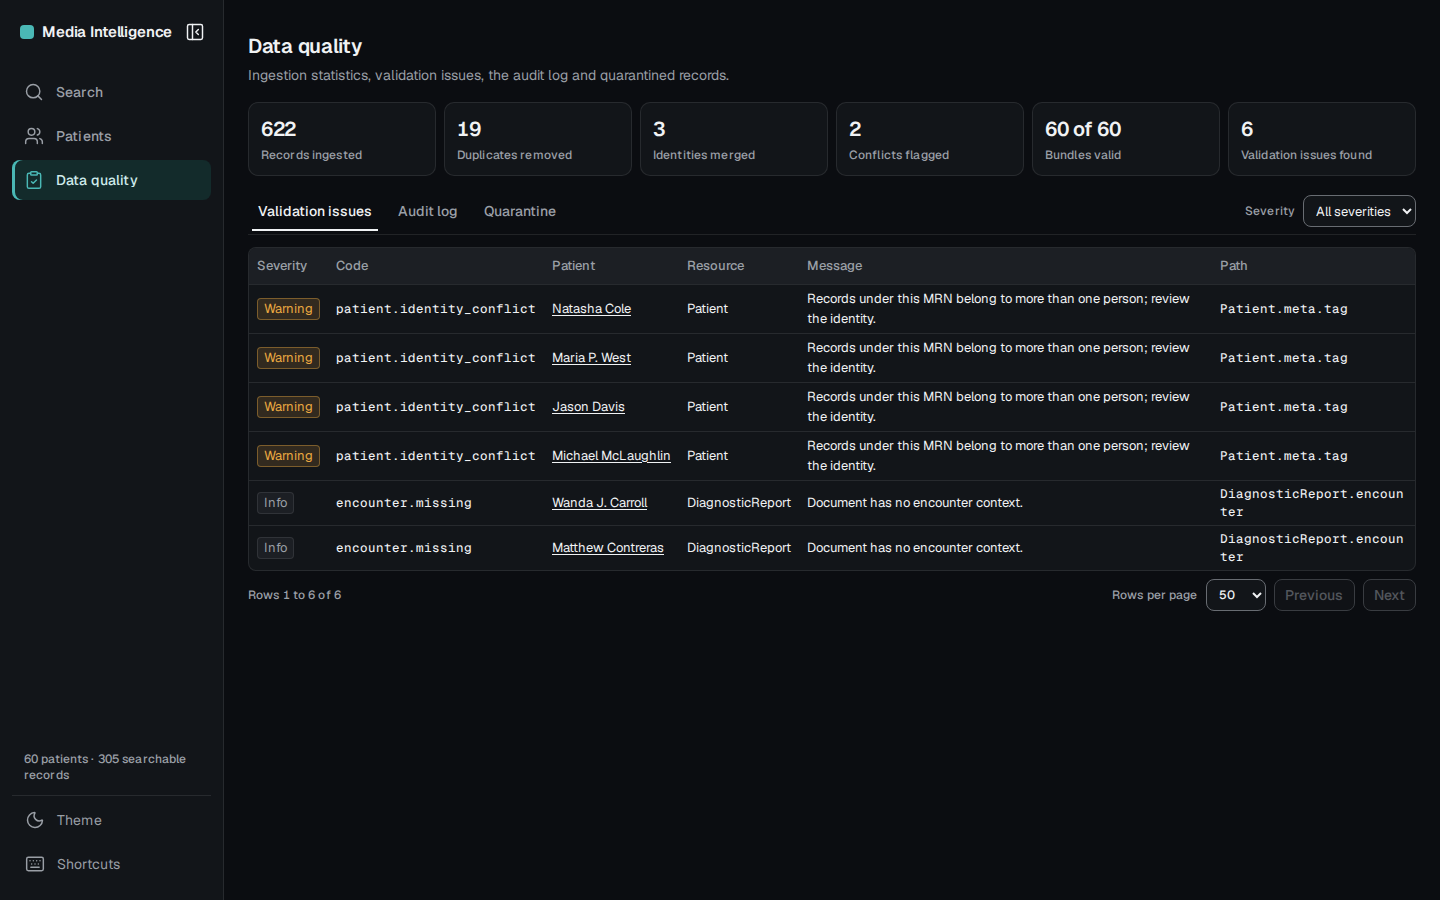 Media Intelligence
Search
Patients
Data quality
60 patients · 305 searchable
records
Theme
Shortcuts
Data quality
Ingestion statistics, validation issues, the audit log and quarantined records.
622
Records ingested
19
Duplicates removed
3
Identities merged
2
Conflicts flagged
60 of 60
Bundles valid
6
Validation issues found
Validation issues Audit log Quarantine Severity All severities
Severity Code Patient Resource Message Path
Warning patient.identity_conflict Natasha Cole Patient Records under this MRN belong to more than one person; review Patient.meta.tag
the identity.
Warning patient.identity_conflict Maria P. West Patient Records under this MRN belong to more than one person; review Patient.meta.tag
the identity.
Warning patient.identity_conflict Jason Davis Patient Records under this MRN belong to more than one person; review Patient.meta.tag
the identity.
Warning patient.identity_conflict Michael McLaughlin Patient Records under this MRN belong to more than one person; review Patient.meta.tag
the identity.
Info encounter.missing Wanda J. Carroll DiagnosticReport Document has no encounter context. DiagnosticReport.encoun
ter
Info encounter.missing Matthew Contreras DiagnosticReport Document has no encounter context. DiagnosticReport.encoun
ter
Rows 1 to 6 of 6 Rows per page 50 Previous Next